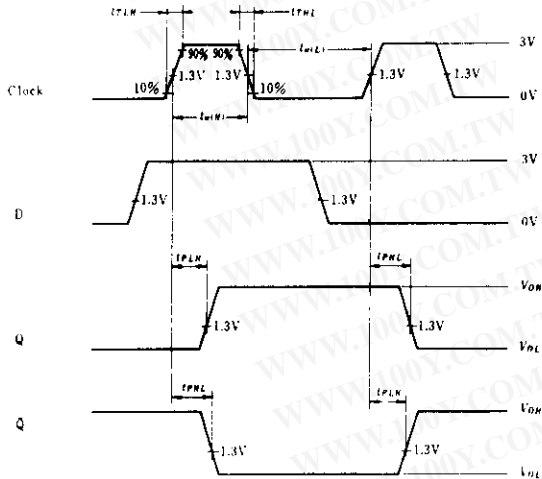 tTLH tTHL
90% 90% tw(L) 3V
1.3V 1.3V 1.3V 1.3V
Clock 10% 10% 0V
tw(H)
3V
D 1.3V 1.3V
0V
tPLH tPHL
VOH
Q 1.3V 1.3V
VOL
tPHL tPLH
VOH
Q̄ 1.3V 1.3V
VOL
WWW.100Y.COM.TW